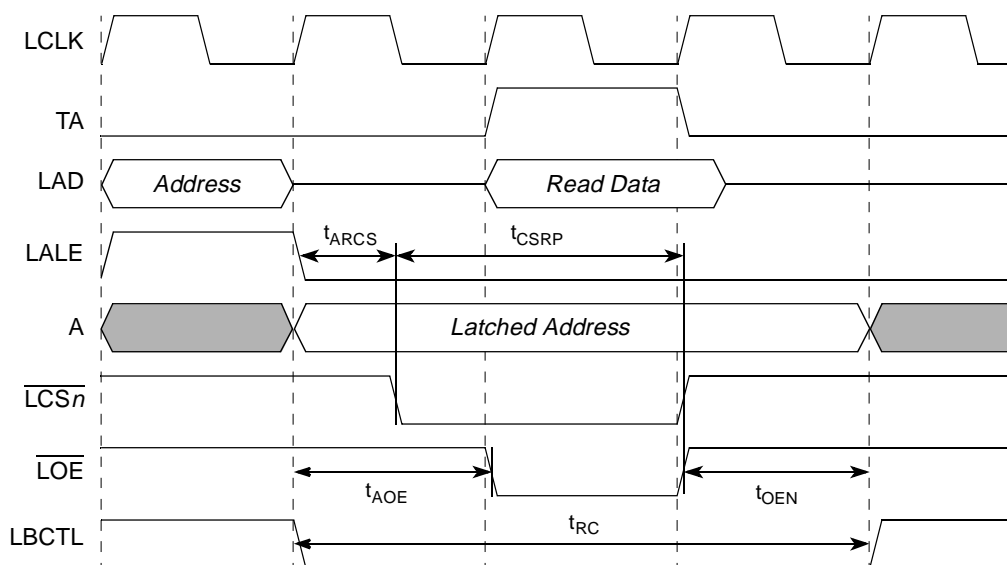 LCLK
TA
LAD
Address
Read Data
LALE
tARCS
tCSRP
A
Latched Address
LCSn
LOE
tAOE
tOEN
LBCTL
tRC